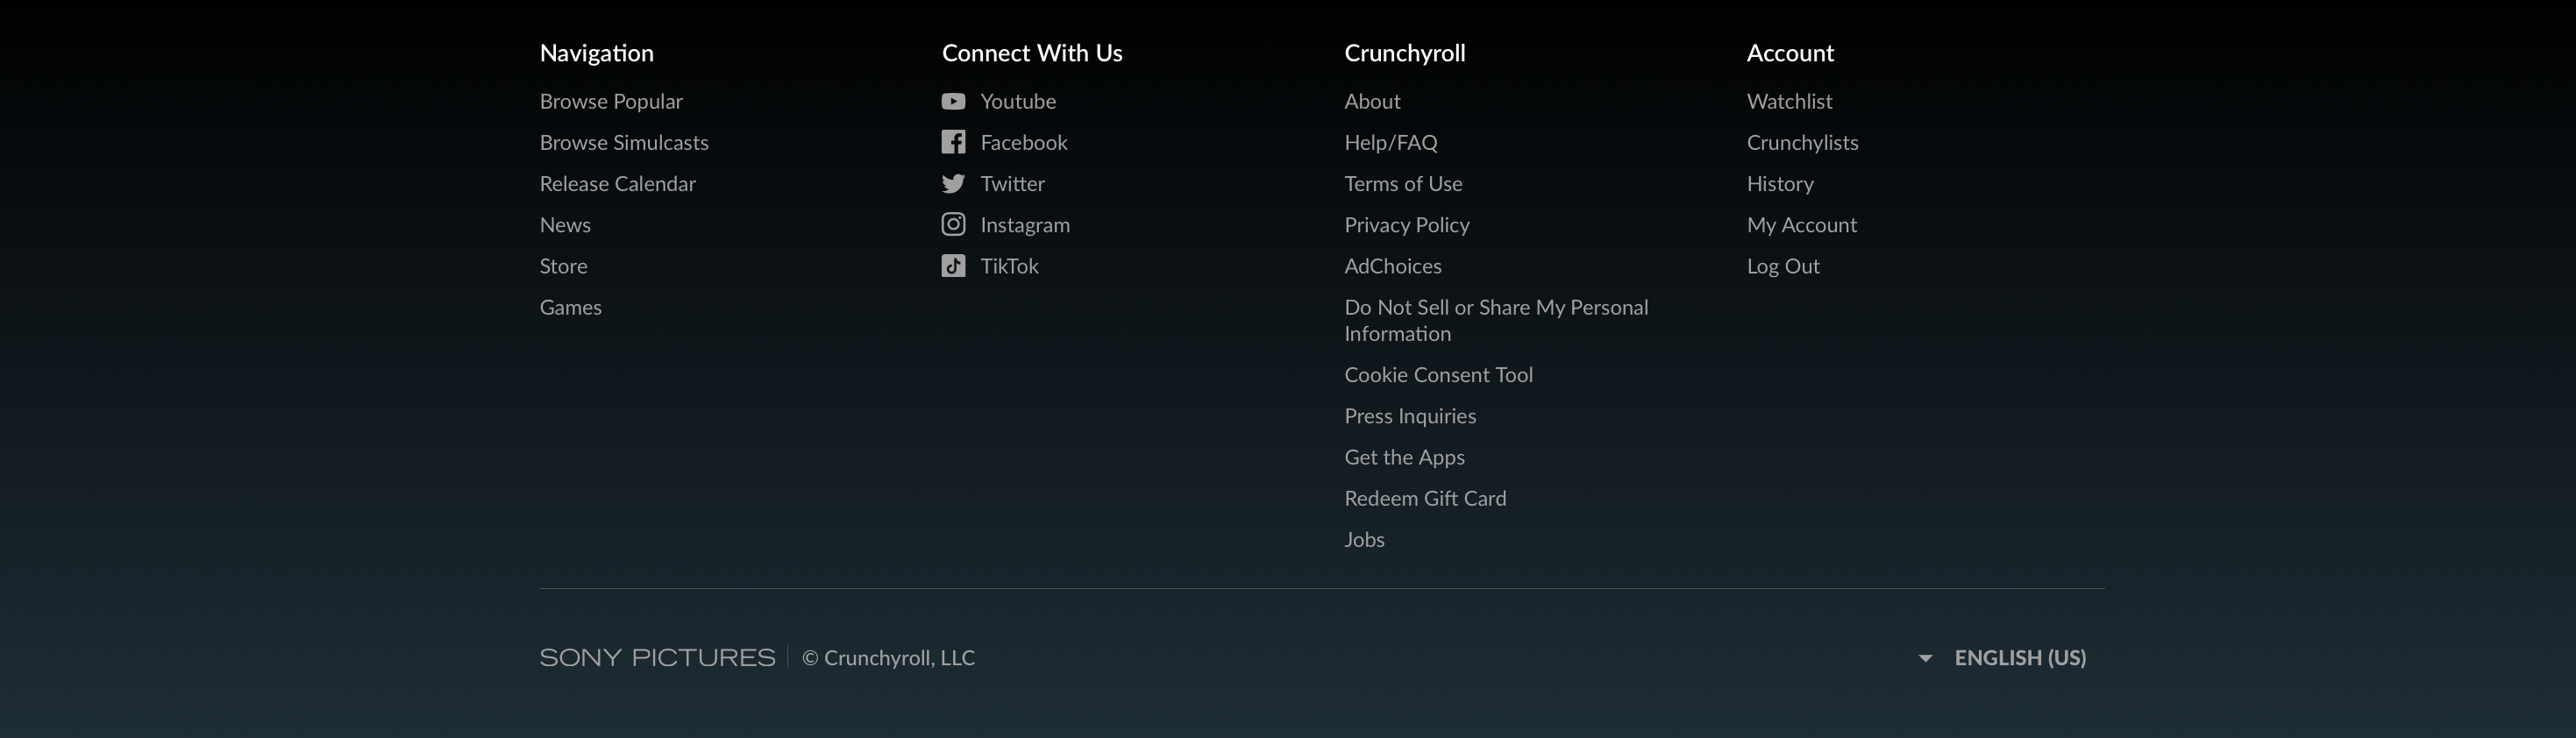 Navigation
Browse Popular
Browse Simulcasts
Release Calendar
News
Store
Games
Connect With Us
Youtube
Facebook
Twitter
Instagram
TikTok
Crunchyroll
About
Help/FAQ
Terms of Use
Privacy Policy
AdChoices
Do Not Sell or Share My Personal
Information
Cookie Consent Tool
Press Inquiries
Get the Apps
Redeem Gift Card
Jobs
Account
Watchlist
Crunchylists
History
My Account
Log Out
SONY PICTURES © Crunchyroll, LLC
ENGLISH (US)